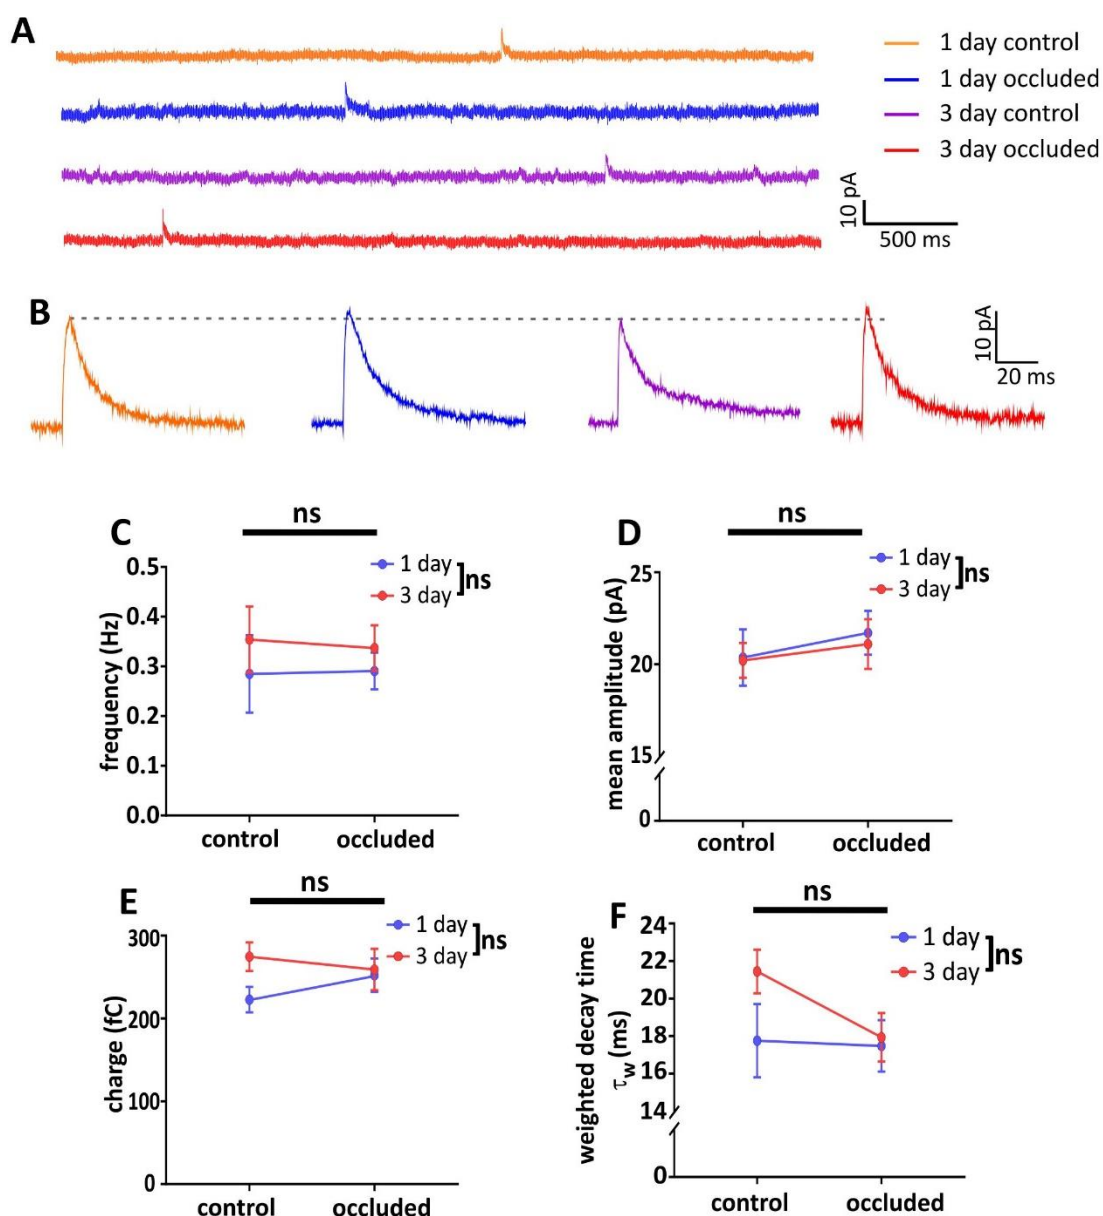 A
1 day control
1 day occluded
3 day control
3 day occluded
10 pA
500 ms
B
10 pA
20 ms
C
ns
1 day
3 day
ns
0.5
0.4
0.3
0.2
0.1
0.0
frequency (Hz)
control
occluded
D
ns
1 day
3 day
ns
25
20
15
0
mean amplitude (pA)
control
occluded
E
ns
1 day
3 day
ns
300
200
100
0
charge (fC)
control
occluded
F
ns
1 day
3 day
ns
24
22
20
18
16
14
0
weighted decay time
τw (ms)
control
occluded